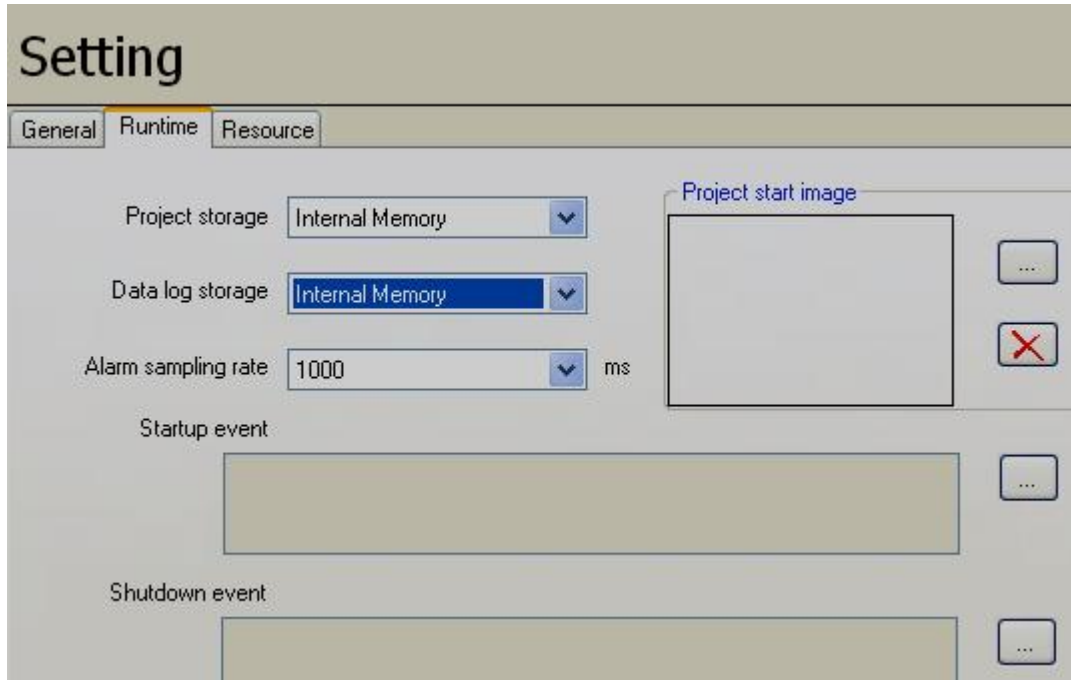 Setting
General Runtime Resource
Project storage Internal Memory
Project start image
...
Data log storage Internal Memory
Alarm sampling rate 1000 ms
Startup event
...
Shutdown event
...